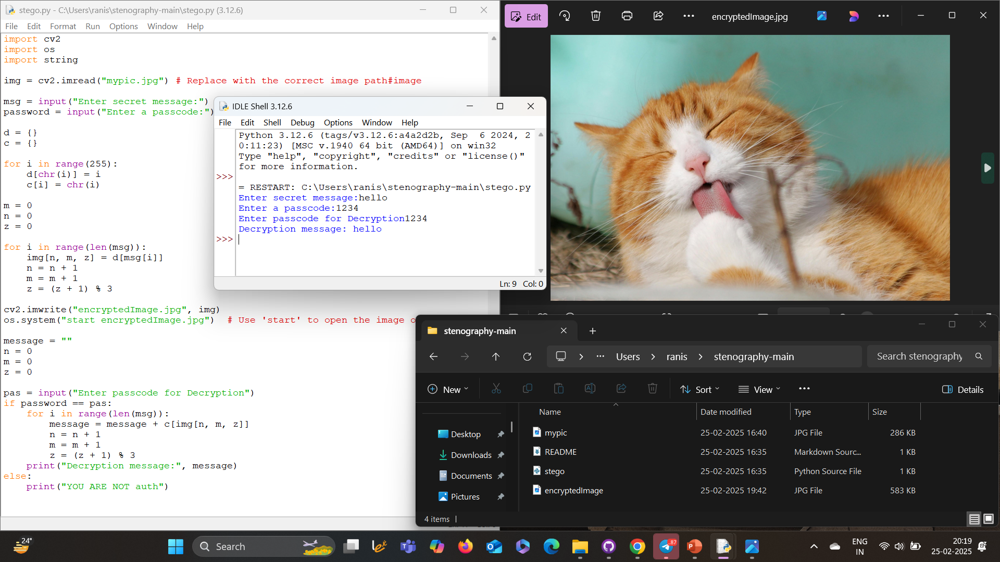 stego.py - C:\Users\ranis\stenography-main\stego.py (3.12.6)
File Edit Format Run Options Window Help
import cv2
import os
import string
img = cv2.imread("mypic.jpg") # Replace with the correct image path#image
msg = input("Enter secret message:")
password = input("Enter a passcode:")
d = {}
c = {}
for i in range(255):
    d[chr(i)] = i
    c[i] = chr(i)
m = 0
n = 0
z = 0
for i in range(len(msg)):
    img[n, m, z] = d[msg[i]]
    n = n + 1
    m = m + 1
    z = (z + 1) % 3
cv2.imwrite("encryptedImage.jpg", img)
os.system("start encryptedImage.jpg")  # Use 'start' to open the image
message = ""
n = 0
m = 0
z = 0
pas = input("Enter passcode for Decryption")
if password == pas:
    for i in range(len(msg)):
        message = message + c[img[n, m, z]]
        n = n + 1
        m = m + 1
        z = (z + 1) % 3
    print("Decryption message:", message)
else:
    print("YOU ARE NOT auth")
IDLE Shell 3.12.6
File Edit Shell Debug Options Window Help
Python 3.12.6 (tags/v3.12.6:a4a2d2b, Sep  6 2024, 2
0:11:23) [MSC v.1940 64 bit (AMD64)] on win32
Type "help", "copyright", "credits" or "license()"
for more information.
>>>
= RESTART: C:\Users\ranis\stenography-main\stego.py
Enter secret message:hello
Enter a passcode:1234
Enter passcode for Decryption1234
Decryption message: hello
>>>
Ln: 9 Col: 0
Edit encryptedImage.jpg
stenography-main
Users ranis stenography-main Search stenography
New Sort View Details
Name Date modified Type Size
Desktop
Downloads
Documents
Pictures
mypic 25-02-2025 16:40 JPG File 286 KB
README 25-02-2025 16:35 Markdown Sourc... 1 KB
stego 25-02-2025 16:35 Python Source File 1 KB
encryptedImage 25-02-2025 19:42 JPG File 583 KB
4 items
24°
Search
87
ENG
IN
20:19
25-02-2025